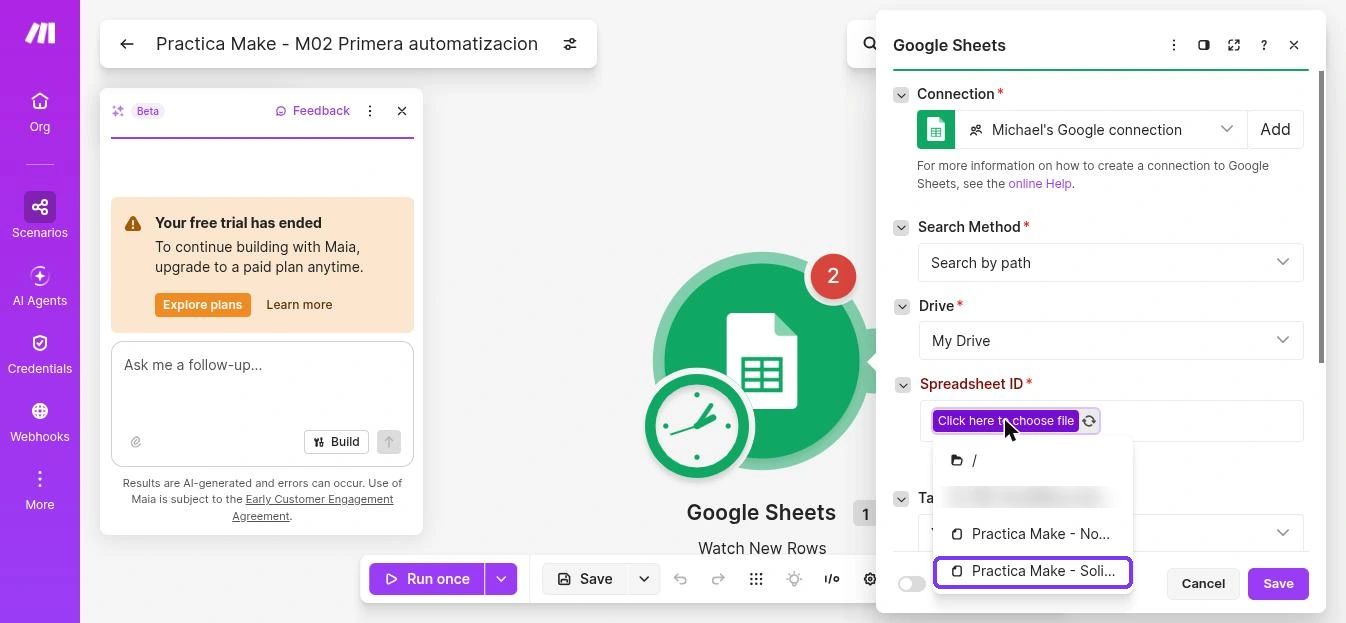 Org
Scenarios
AI Agents
Credentials
Webhooks
More
Practica Make - M02 Primera automatizacion
Beta
Feedback
Your free trial has ended
To continue building with Maia,
upgrade to a paid plan anytime.
Explore plans
Learn more
Ask me a follow-up...
Build
Results are AI-generated and errors can occur. Use of
Maia is subject to the Early Customer Engagement
Agreement.
2
Google Sheets
1
Watch New Rows
Run once
Save
Google Sheets
?
Connection*
Michael's Google connection
Add
For more information on how to create a connection to Google
Sheets, see the online Help.
Search Method*
Search by path
Drive*
My Drive
Spreadsheet ID*
Click here to choose file
/
Ta
Practica Make - No...
Practica Make - Soli...
Cancel
Save